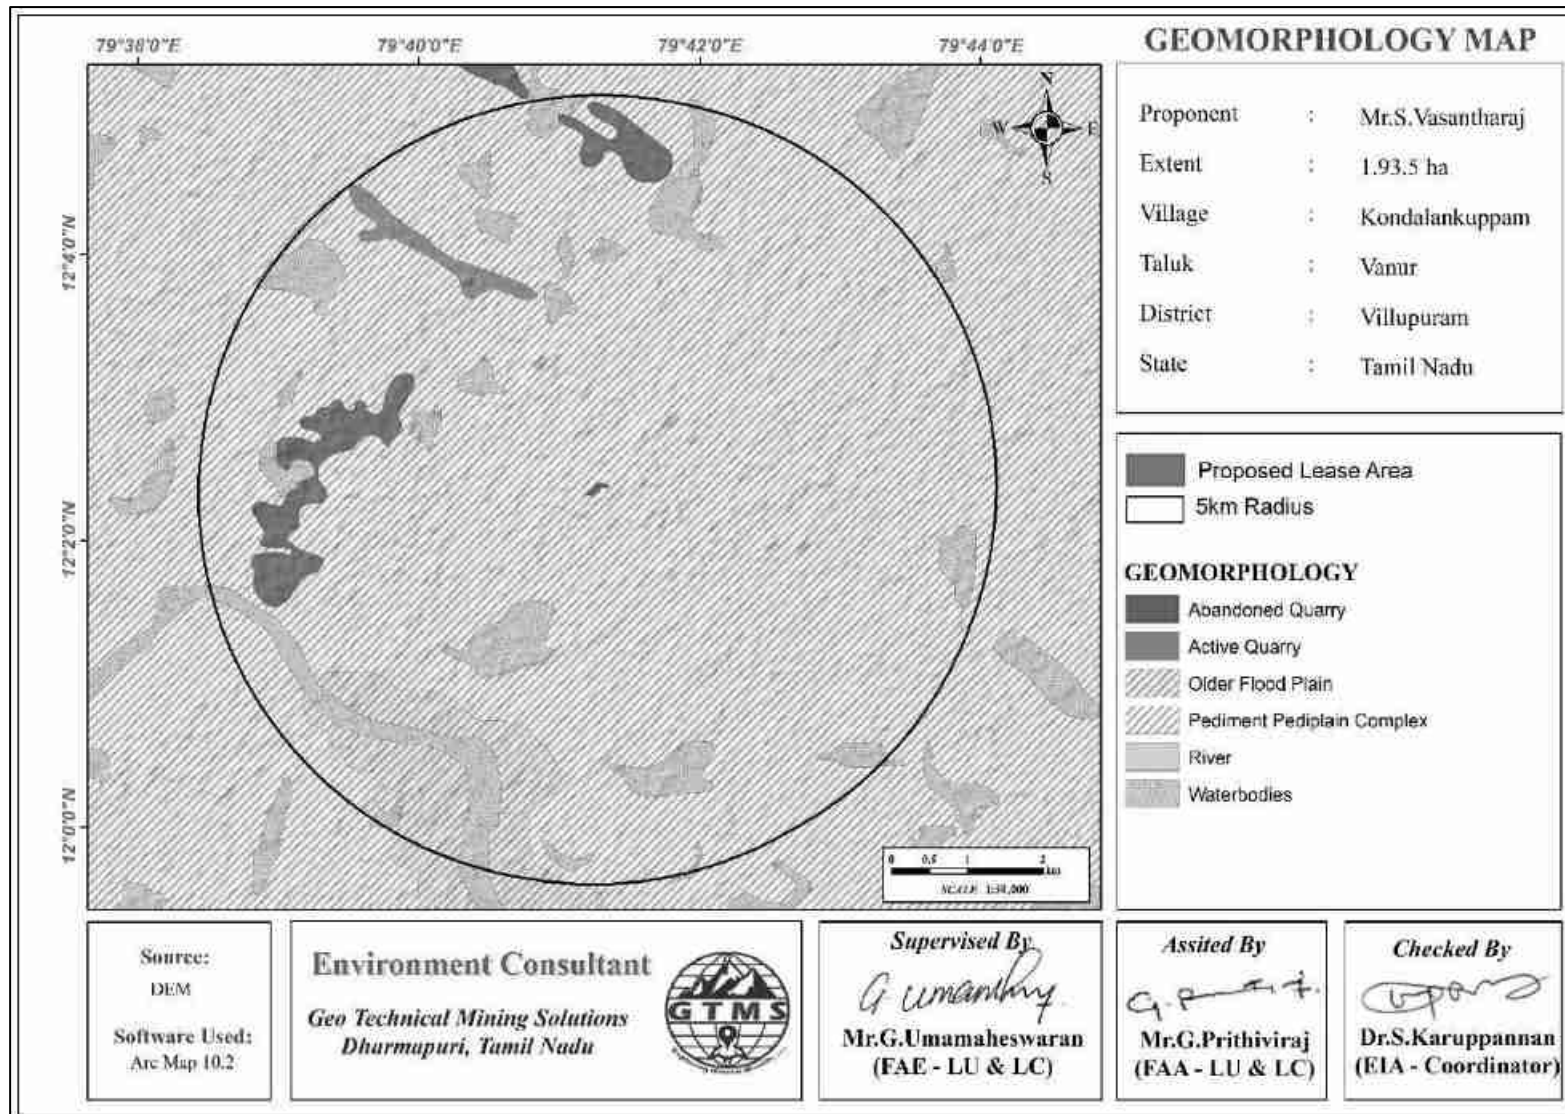 GEOMORPHOLOGY MAP
79°38'0"E 79°40'0"E 79°42'0"E 79°44'0"E
12°4'0"N
12°2'0"N
12°0'0"N
N
W E
S
Proponent : Mr.S.Vasantharaj
Extent : 1.93.5 ha
Village : Kondalankuppam
Taluk : Vanur
District : Villupuram
State : Tamil Nadu
Proposed Lease Area
5km Radius
GEOMORPHOLOGY
Abandoned Quarry
Active Quarry
Older Flood Plain
Pediment Pediplain Complex
River
Waterbodies
0 0.5 1 2
km
SCALE
Source:
DEM
Software Used:
Arc Map 10.2
Environment Consultant
Geo Technical Mining Solutions
Dharmapuri, Tamil Nadu
GTMS
Supervised By
Mr.G.Umamaheswaran
(FAE - LU & LC)
Assited By
Mr.G.Prithiviraj
(FAA - LU & LC)
Checked By
Dr.S.Karuppannan
(EIA - Coordinator)